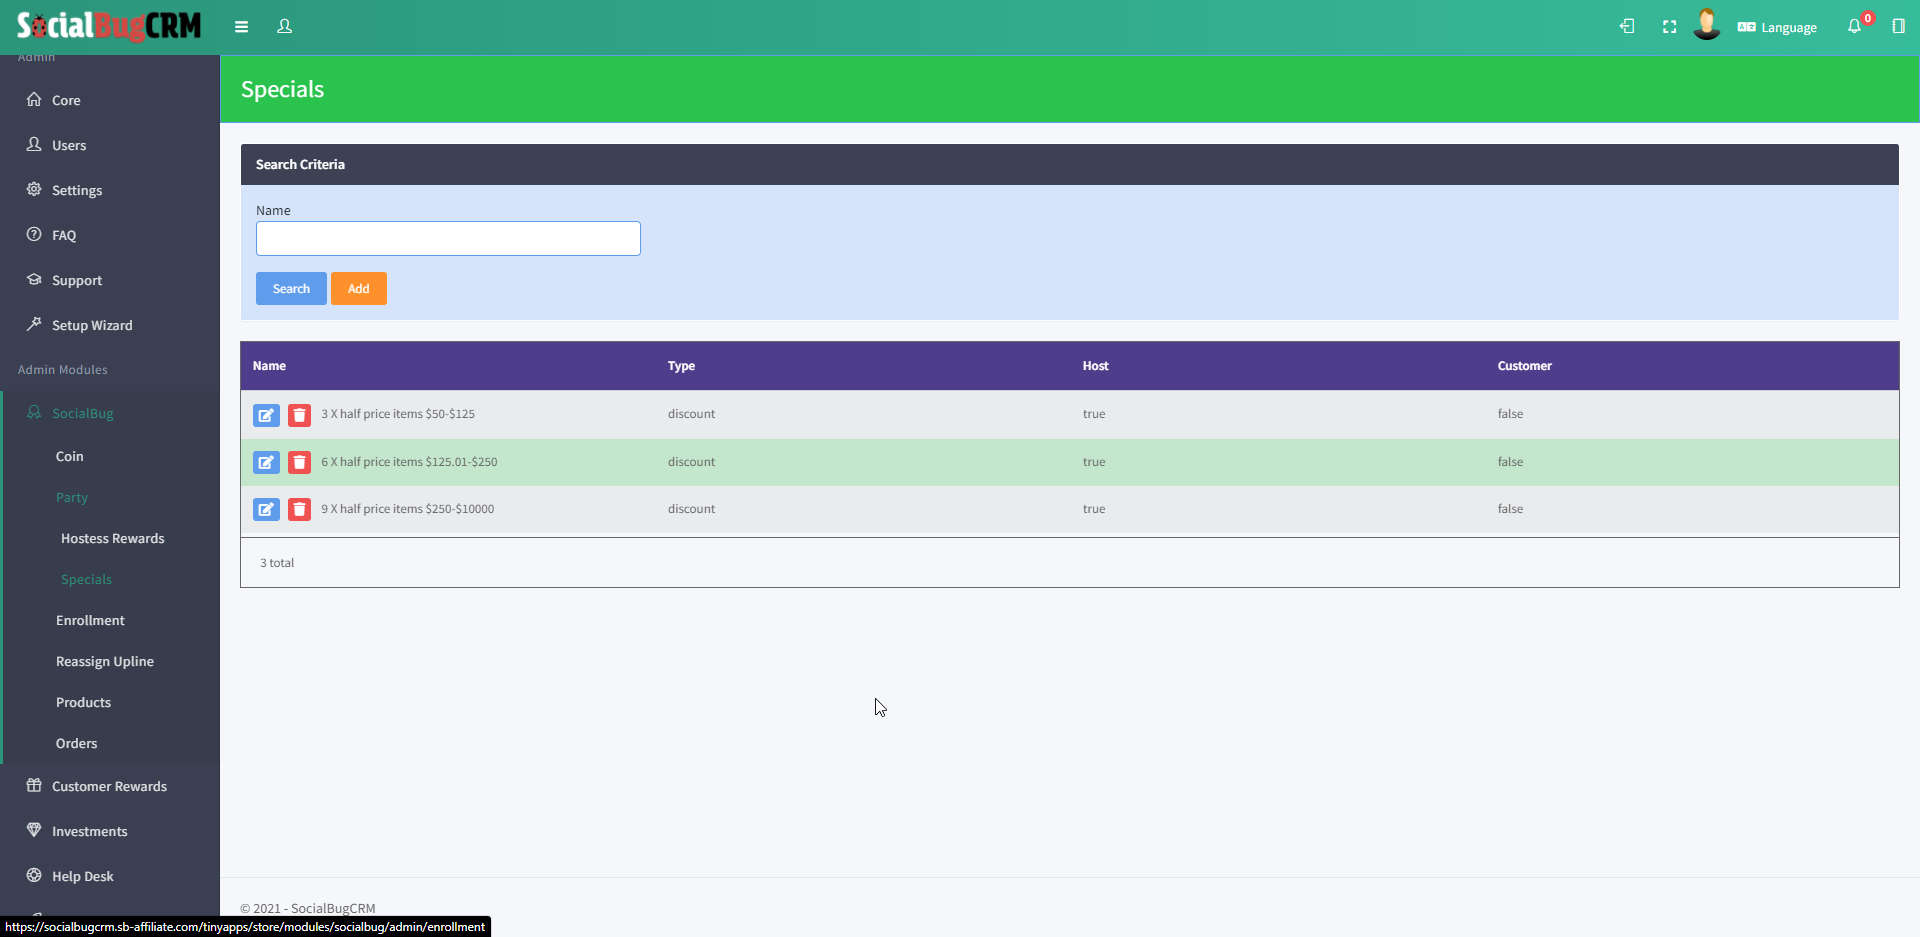 SocialBugCRM
Language
0
Admin
Core
Users
Settings
FAQ
Support
Setup Wizard
Admin Modules
SocialBug
Coin
Party
Hostess Rewards
Specials
Enrollment
Reassign Upline
Products
Orders
Customer Rewards
Investments
Help Desk
Specials
Search Criteria
Name
Search Add
Name Type Host Customer
3 X half price items $50-$125 discount true false
6 X half price items $125.01-$250 discount true false
9 X half price items $250-$10000 discount true false
3 total
© 2021 - SocialBugCRM
https://socialbugcrm.sb-affiliate.com/tinyapps/store/modules/socialbug/admin/enrollment